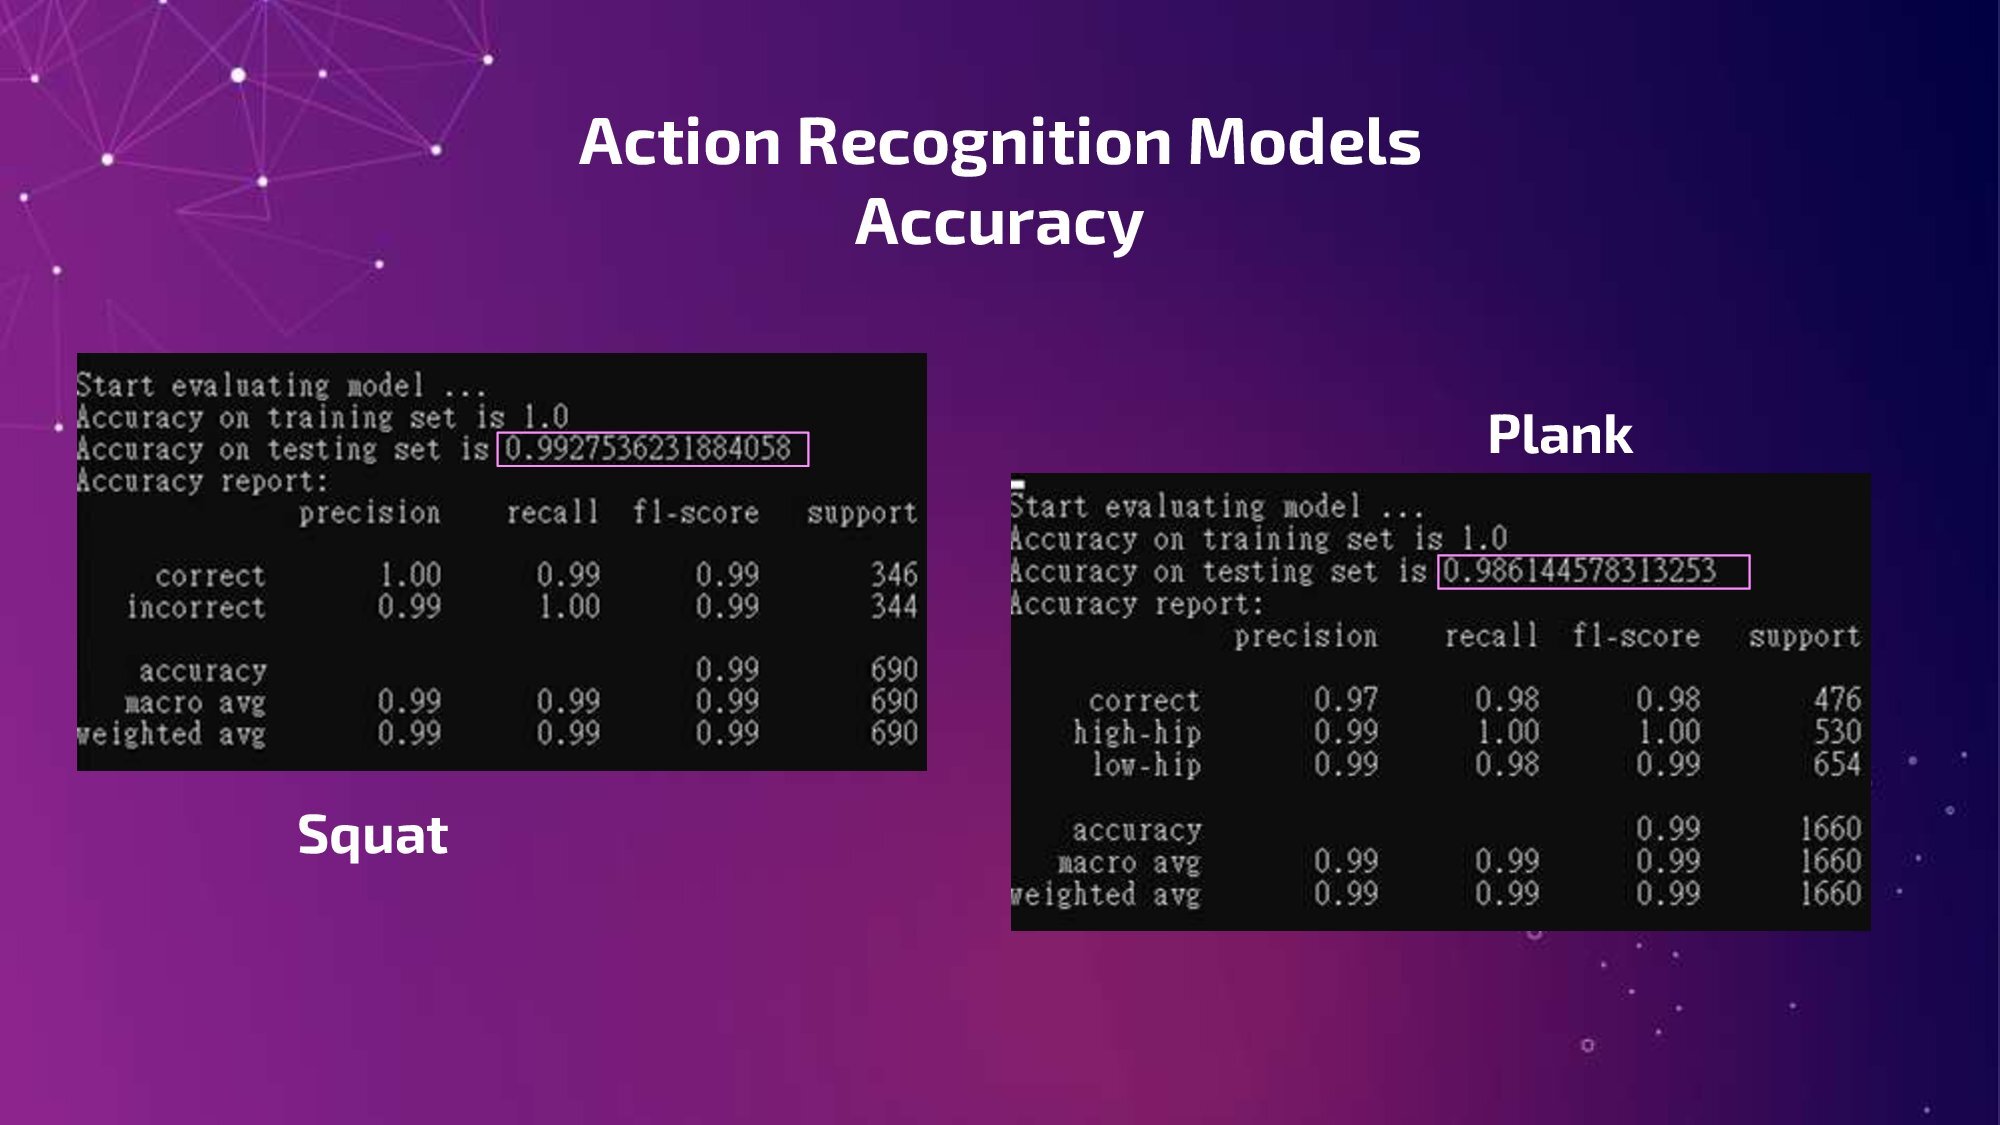 Action Recognition Models
Accuracy
Start evaluating model ...
Accuracy on training set is 1.0
Accuracy on testing set is 0.9927536231884058
Accuracy report:
precision recall f1-score support
correct 1.00 0.99 0.99 346
incorrect 0.99 1.00 0.99 344
accuracy 0.99 690
macro avg 0.99 0.99 0.99 690
weighted avg 0.99 0.99 0.99 690
Squat
Plank
Start evaluating model ...
Accuracy on training set is 1.0
Accuracy on testing set is 0.986144578313253
Accuracy report:
precision recall f1-score support
correct 0.97 0.98 0.98 476
high-hip 0.99 1.00 1.00 530
low-hip 0.99 0.98 0.99 654
accuracy 0.99 1660
macro avg 0.99 0.99 0.99 1660
weighted avg 0.99 0.99 0.99 1660